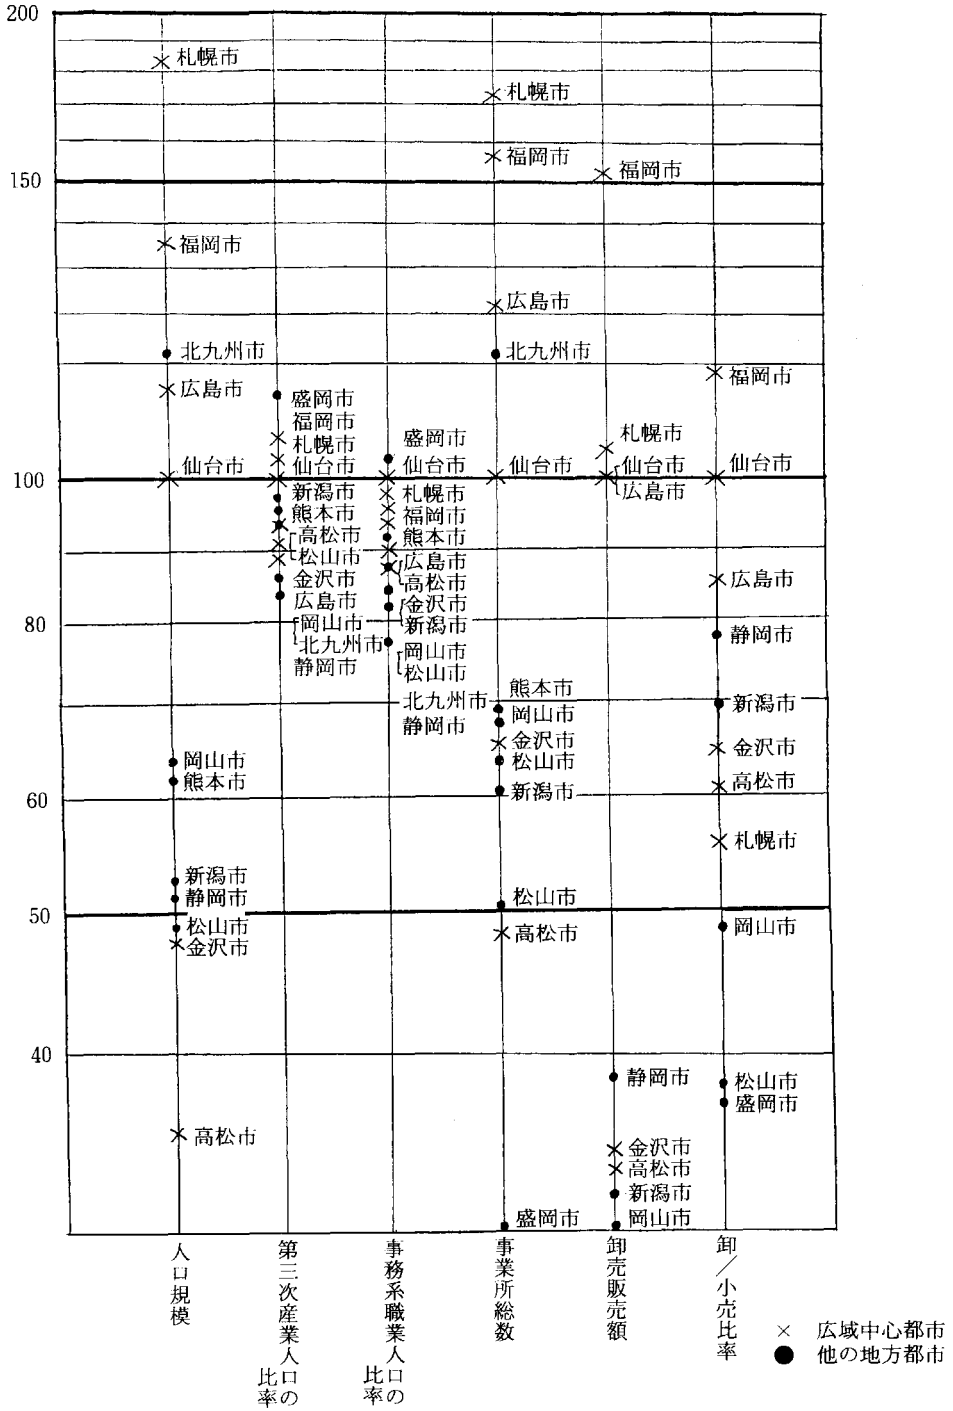 200
札幌市
札幌市
福岡市
福岡市
150
福岡市
広島市
北九州市
北九州市
広島市
福岡市
盛岡市
福岡市
札幌市
盛岡市
札幌市
仙台市
仙台市
仙台市
仙台市
仙台市
仙台市
100
新潟市
札幌市
広島市
熊本市
福岡市
高松市
熊本市
松山市
広島市
金沢市
高松市
広島市
広島市
金沢市
80
岡山市
新潟市
静岡市
北九州市
岡山市
静岡市
松山市
熊本市
北九州市
新潟市
岡山市
静岡市
金沢市
金沢市
岡山市
松山市
熊本市
高松市
60
新潟市
札幌市
新潟市
静岡市
松山市
50
松山市
高松市
岡山市
金沢市
40
静岡市
松山市
盛岡市
高松市
金沢市
高松市
新潟市
盛岡市
岡山市
人口規模
第三次産業人口の
比率
事務系職業人口の
比率
事業所総数
卸売販売額
卸/小売比率
× 広域中心都市
● 他の地方都市